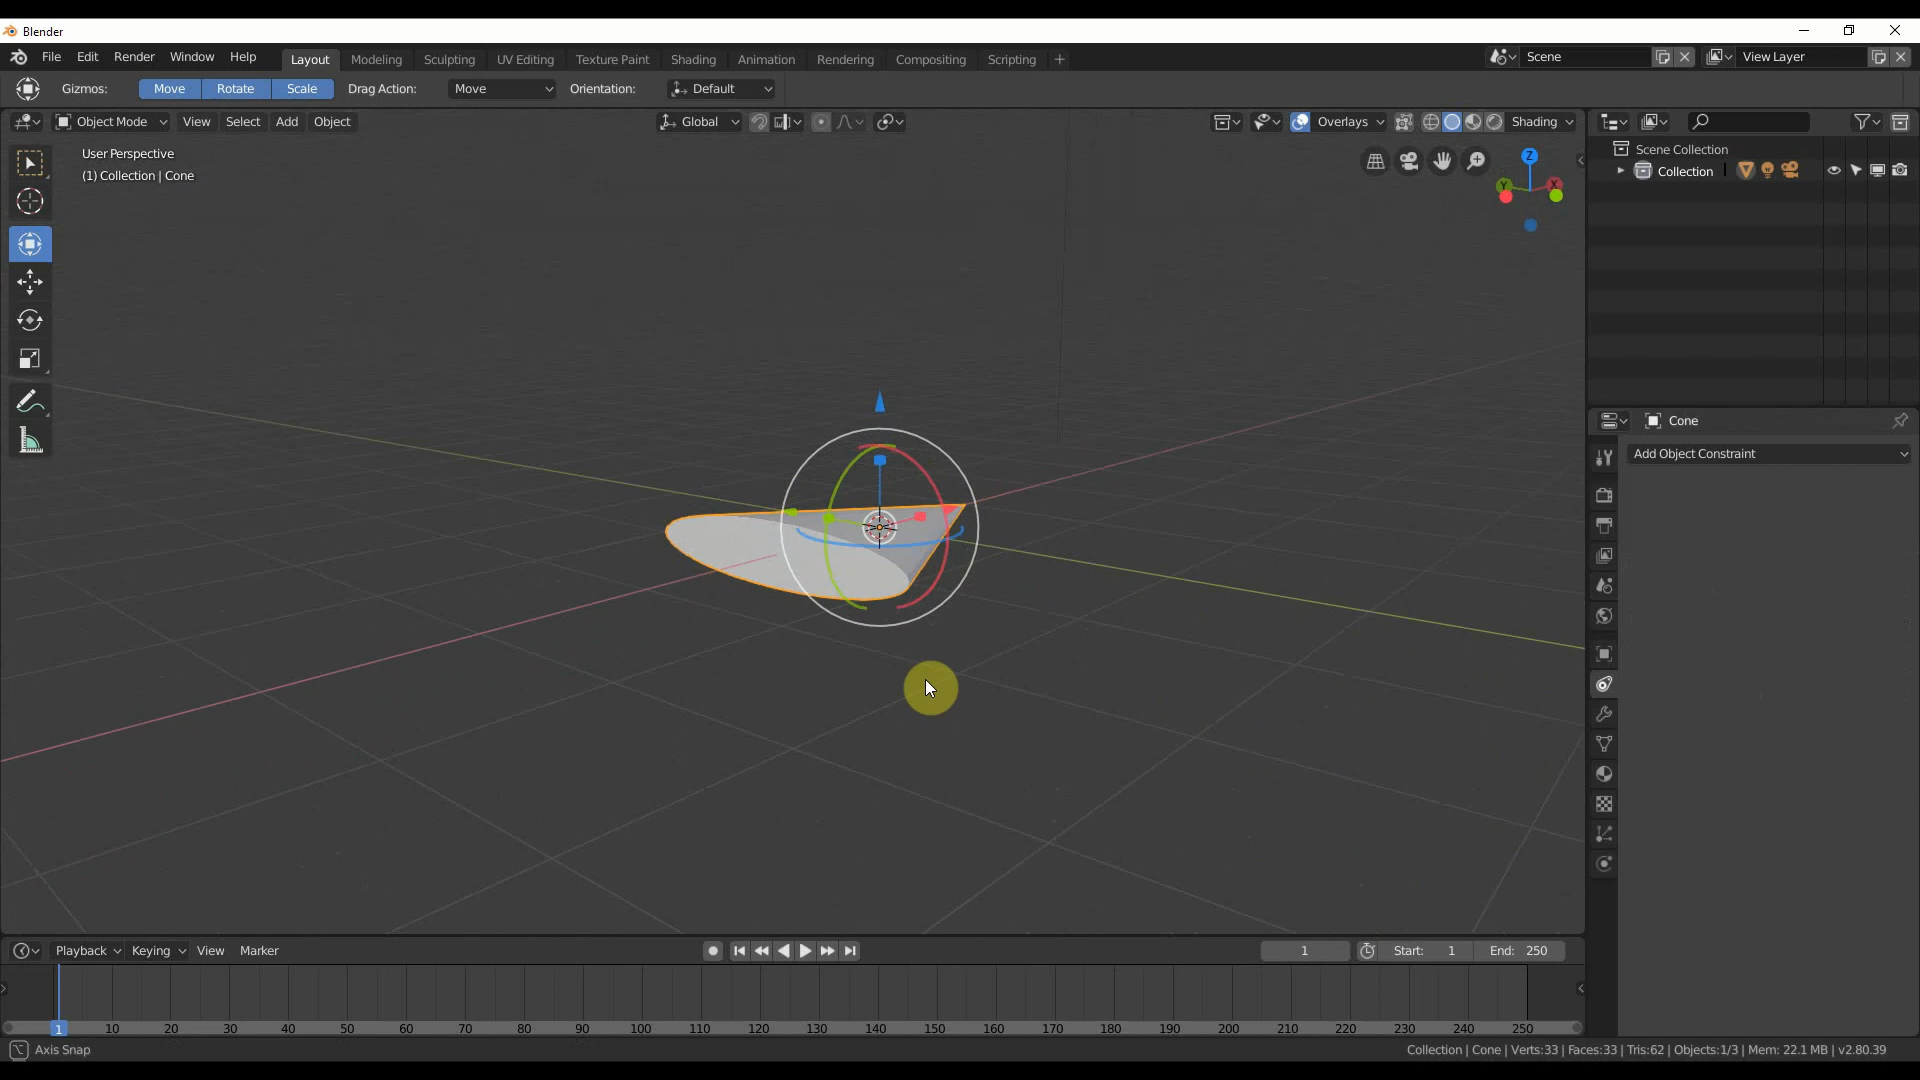 Blender
File Edit Render Window Help Layout Modeling Sculpting UV Editing Texture Paint Shading Animation Rendering Compositing Scripting + Scene View Layer
Gizmos: Move Rotate Scale Drag Action: Move Orientation: Default
Object Mode View Select Add Object Global Overlays Shading
User Perspective
(1) Collection | Cone
Z
Y X
Scene Collection
Collection
Cone
Add Object Constraint
Playback Keying View Marker 1 Start: 1 End: 250
1 10 20 30 40 50 60 70 80 90 100 110 120 130 140 150 160 170 180 190 200 210 220 230 240 250
Axis Snap
Collection | Cone | Verts:33 | Faces:33 | Tris:62 | Objects:1/3 | Mem: 22.1 MB | v2.80.39